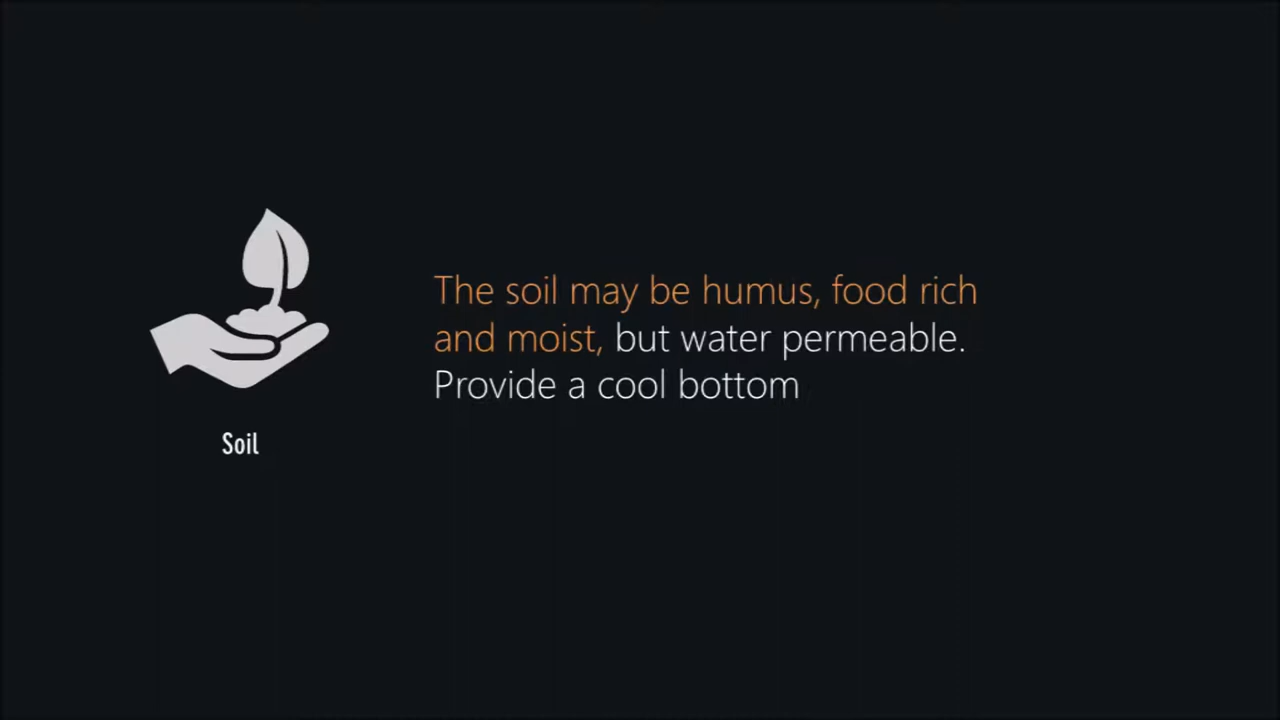 The soil may be humus, food rich
and moist, but water permeable.
Provide a cool bottom
Soil